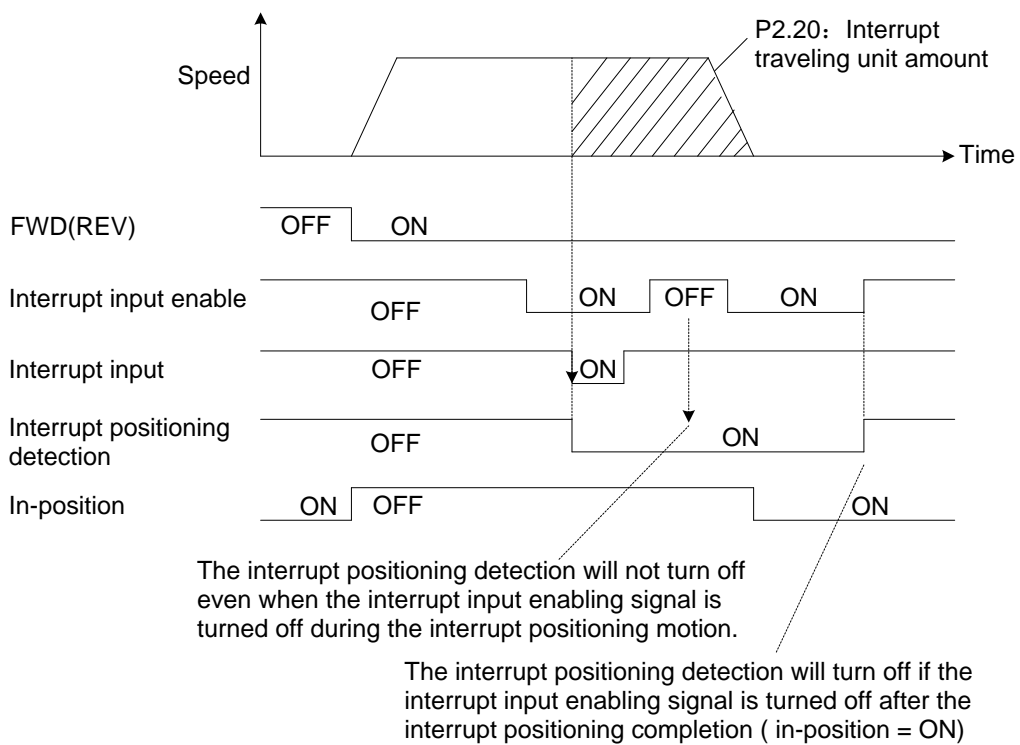 P2.20：Interrupt
traveling unit amount
Speed
Time
FWD(REV)
OFF
ON
Interrupt input enable
OFF
ON
OFF
ON
Interrupt input
OFF
ON
Interrupt positioning
detection
OFF
ON
In-position
ON
OFF
ON
The interrupt positioning detection will not turn off
even when the interrupt input enabling signal is
turned off during the interrupt positioning motion.
The interrupt positioning detection will turn off if the
interrupt input enabling signal is turned off after the
interrupt positioning completion ( in-position = ON)